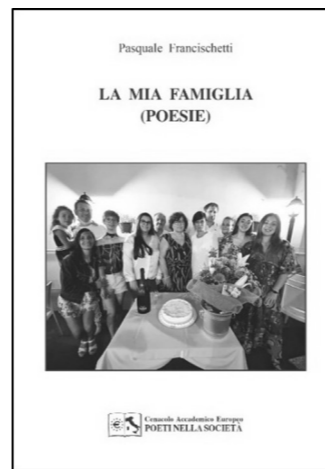 Pasquale Francischetti
LA MIA FAMIGLIA
(POESIE)
Cenacolo Accademico Europeo
POETI NELLA SOCIETÀ